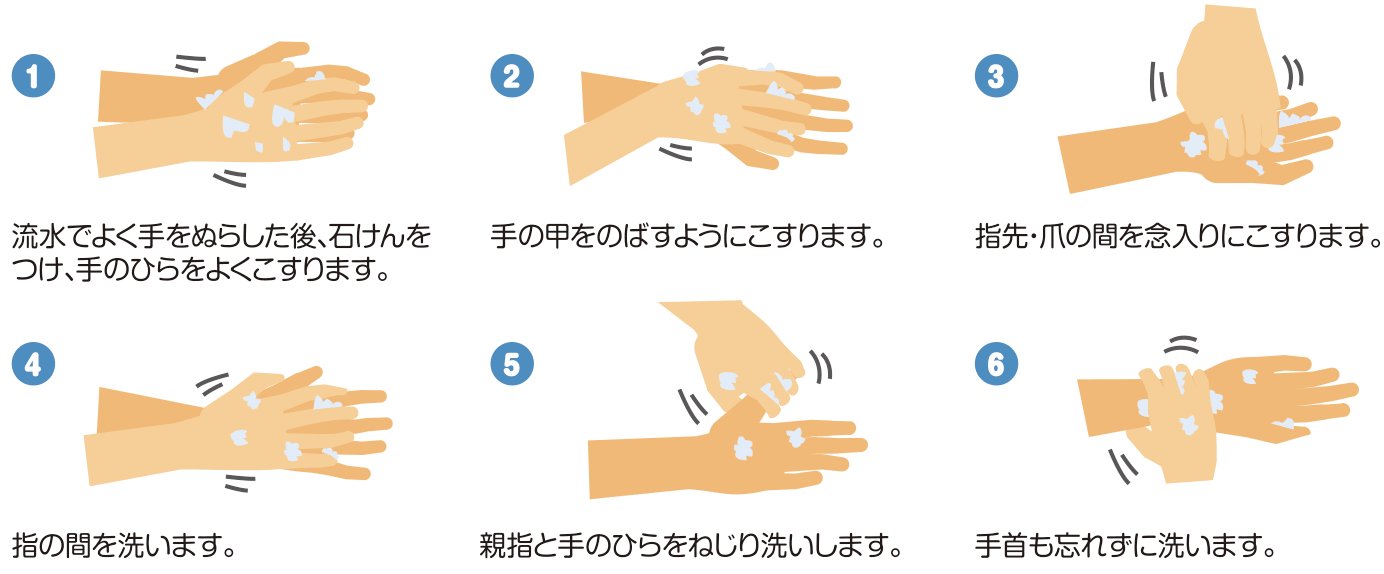 1
流水でよく手をぬらした後、石けんを
つけ、手のひらをよくこすります。
2
手の甲をのばすようにこすります。
3
指先・爪の間を念入りにこすります。
4
指の間を洗います。
5
親指と手のひらをねじり洗いします。
6
手首も忘れずに洗います。